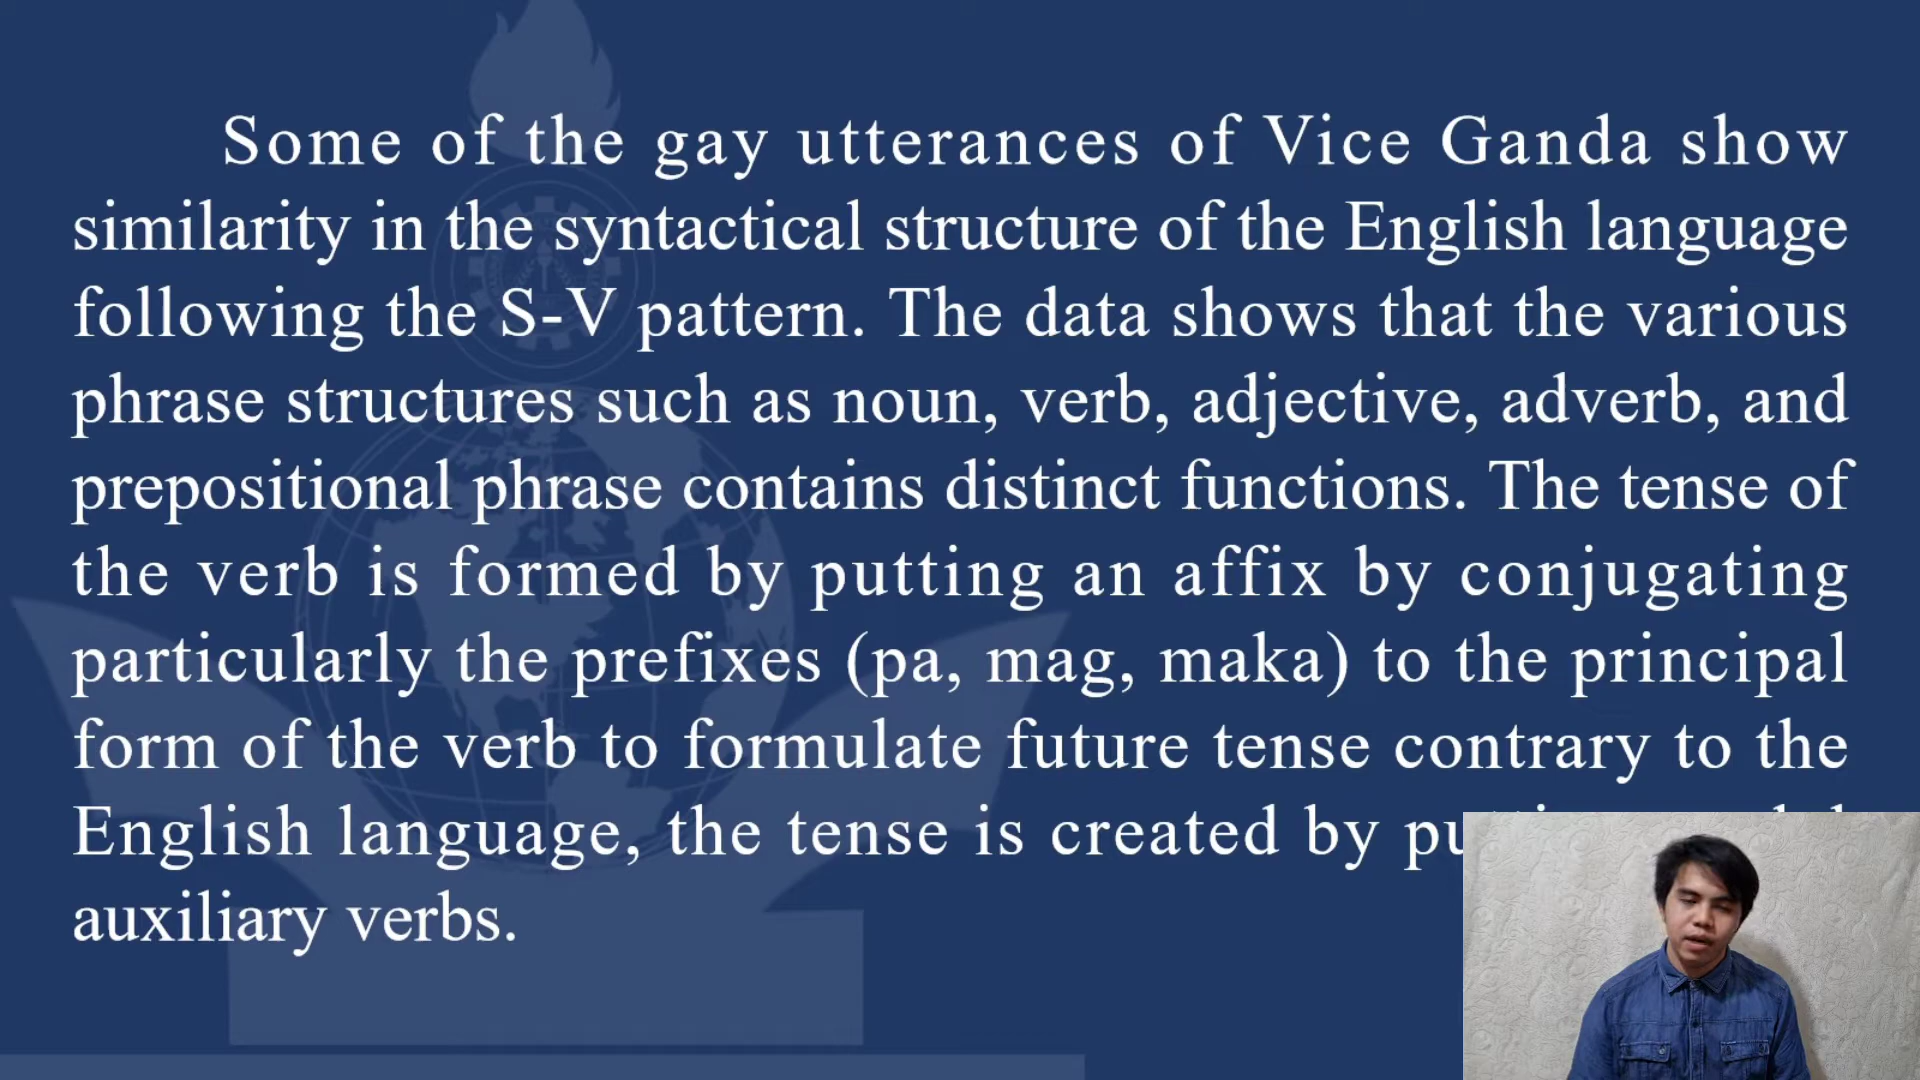 Some of the gay utterances of Vice Ganda show
similarity in the syntactical structure of the English language
following the S-V pattern. The data shows that the various
phrase structures such as noun, verb, adjective, adverb, and
prepositional phrase contains distinct functions. The tense of
the verb is formed by putting an affix by conjugating
particularly the prefixes (pa, mag, maka) to the principal
form of the verb to formulate future tense contrary to the
English language, the tense is created by
auxiliary verbs.